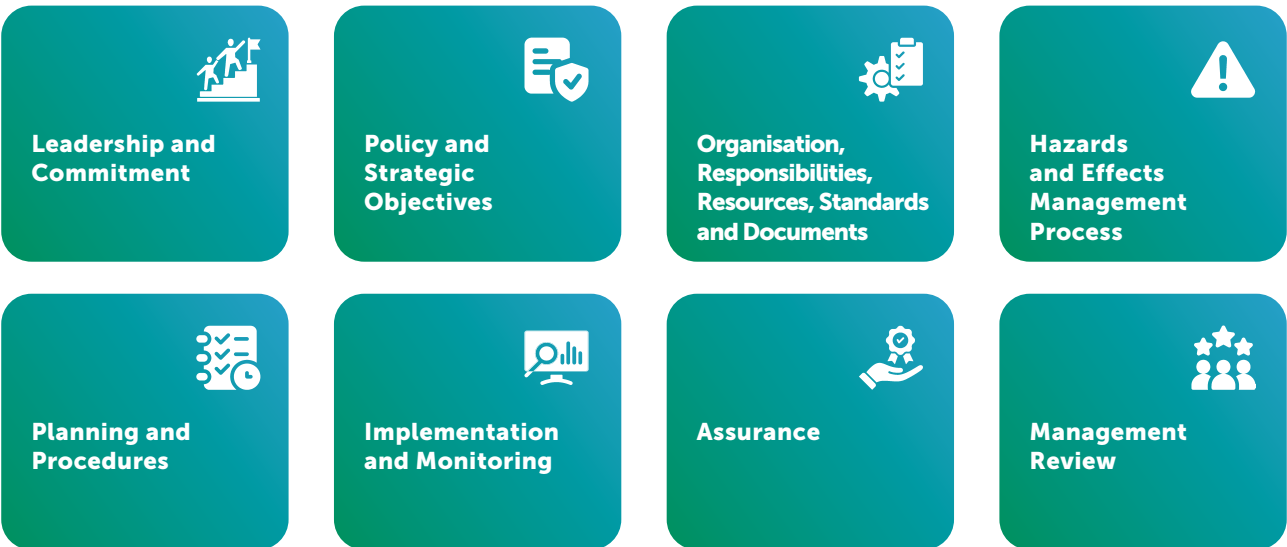 Leadership and
Commitment
Policy and
Strategic
Objectives
Organisation,
Responsibilities,
Resources, Standards
and Documents
Hazards
and Effects
Management
Process
Planning and
Procedures
Implementation
and Monitoring
Assurance
Management
Review